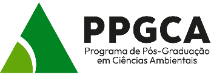 PPGCA
Programa de Pós-Graduação
em Ciências Ambientais